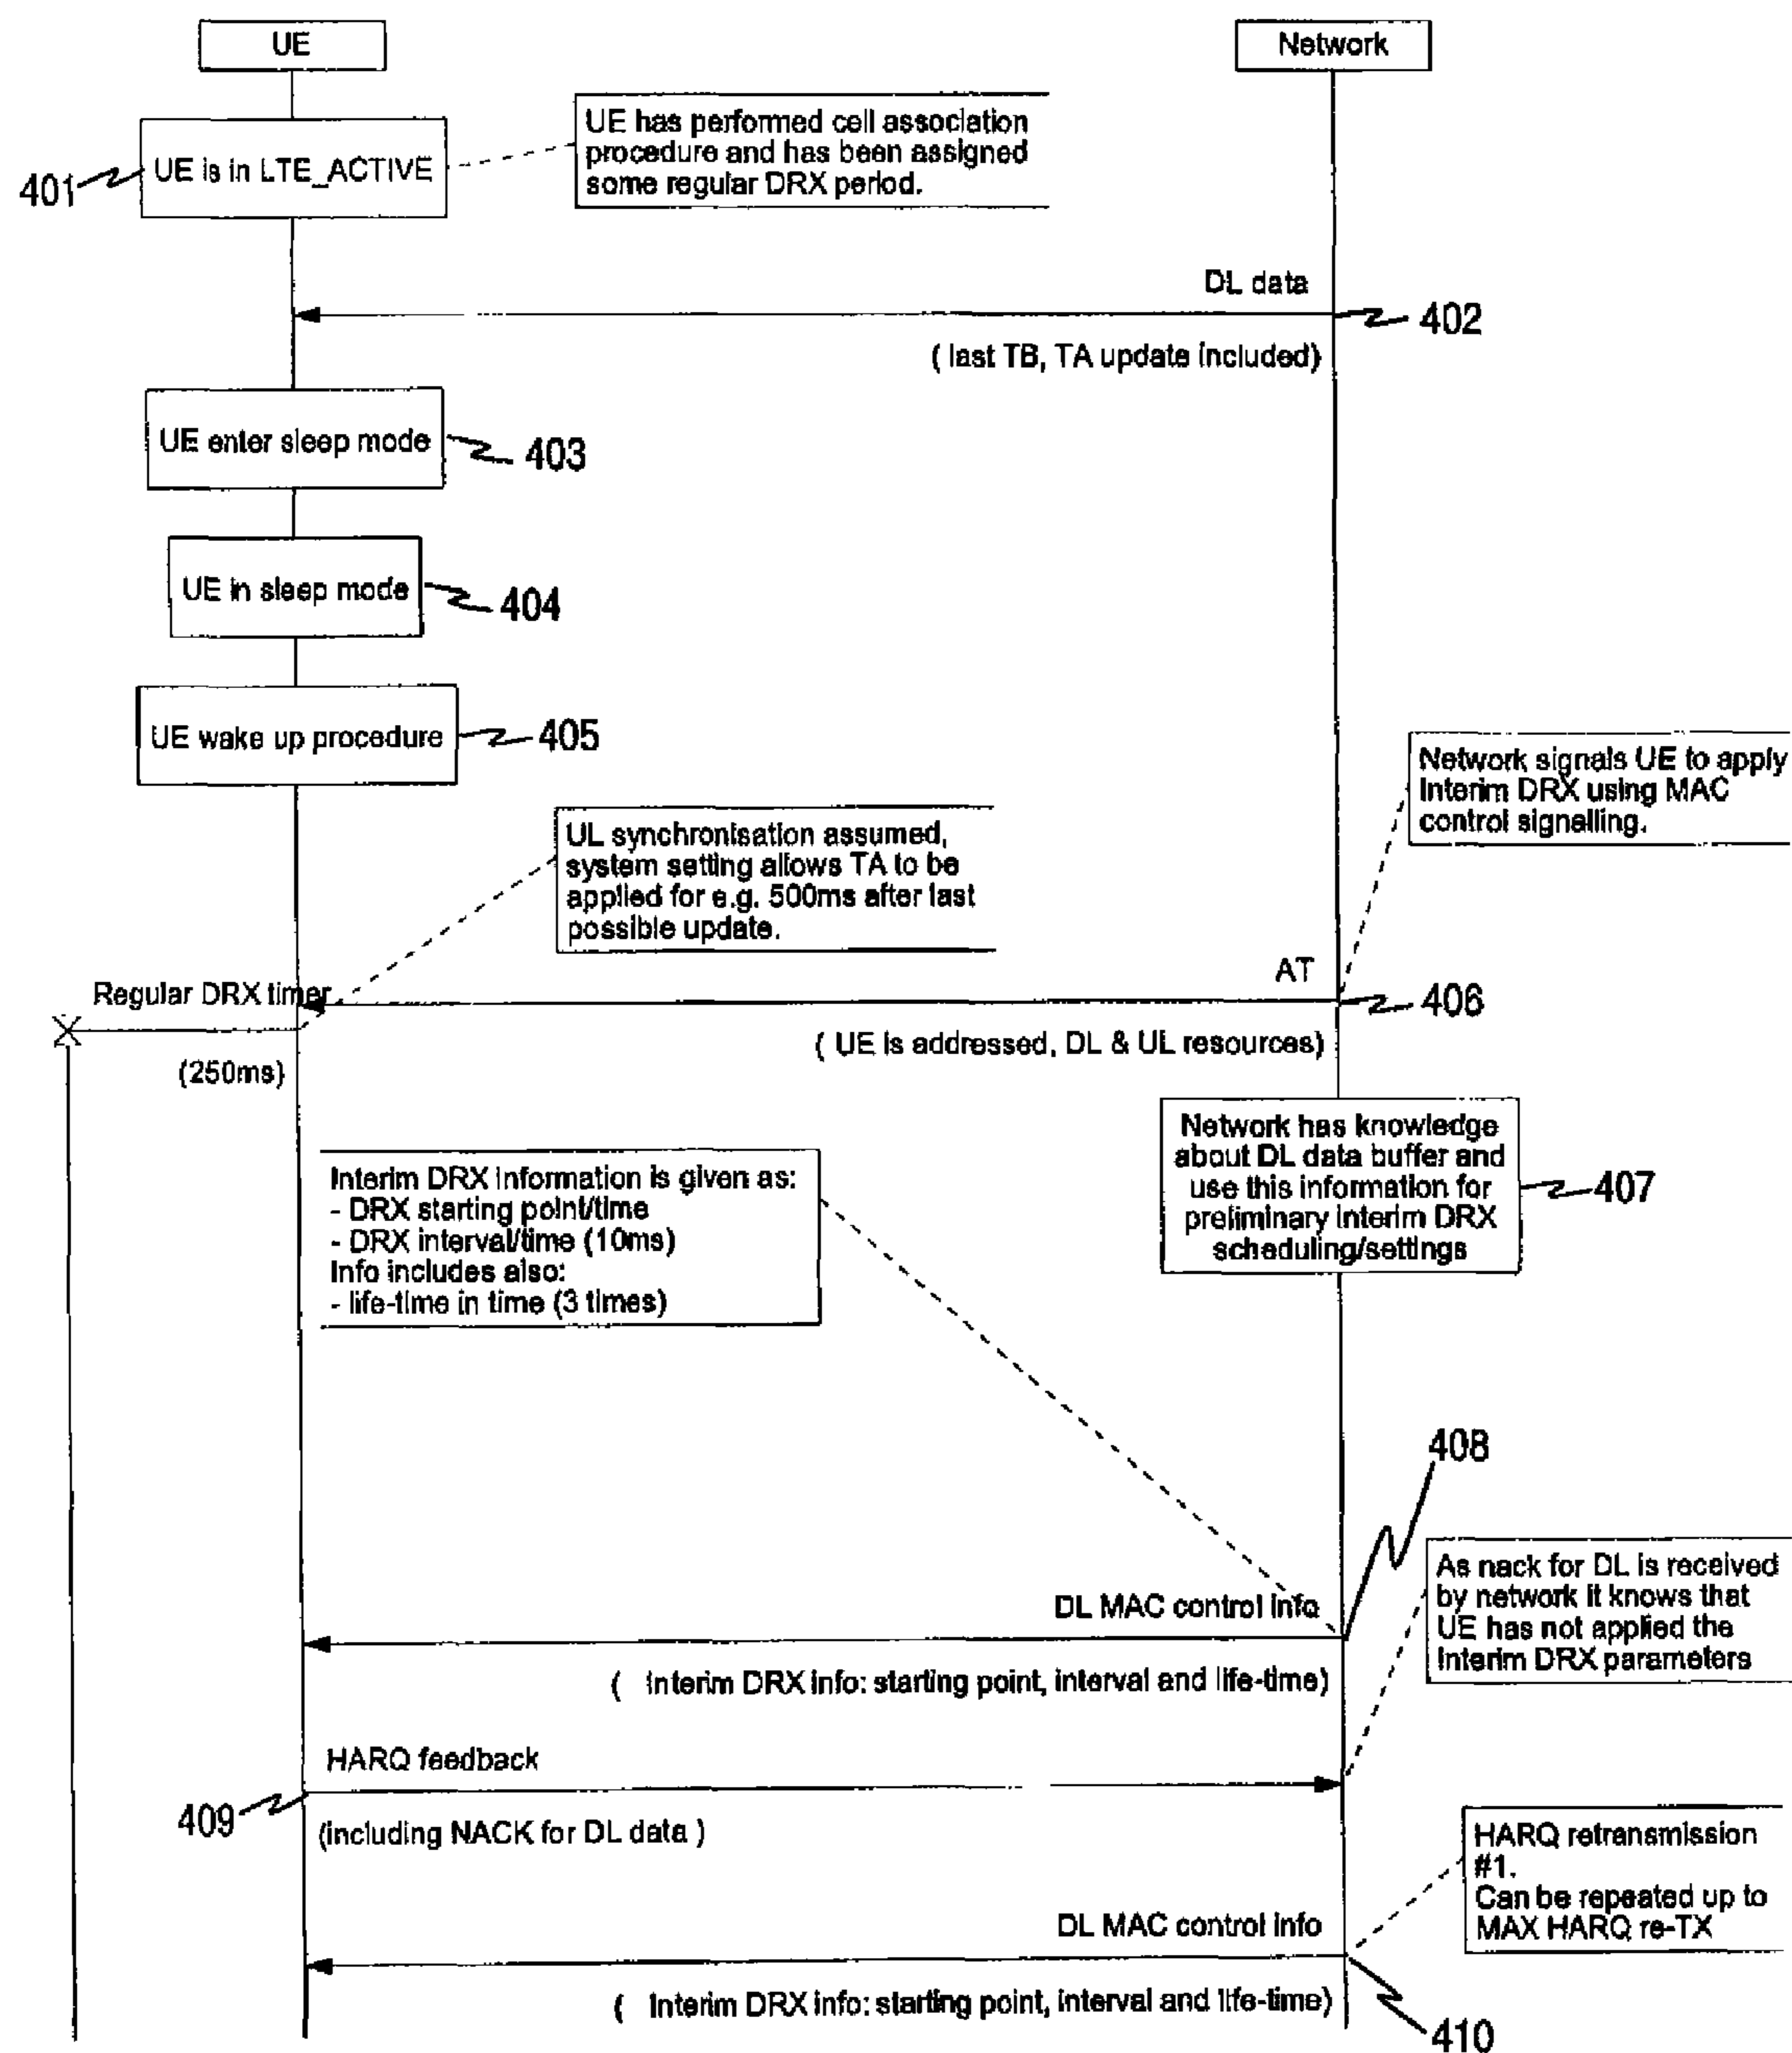 UE
Network
UE is in LTE_ACTIVE
401
UE has performed cell association
procedure and has been assigned
some regular DRX period.
DL data
402
( last TB, TA update included)
UE enter sleep mode
403
UE in sleep mode
404
UE wake up procedure
405
Network signals UE to apply
Interim DRX using MAC
control signalling.
UL synchronisation assumed,
system setting allows TA to be
applied for e.g. 500ms after last
possible update.
AT
406
Regular DRX timer
( UE is addressed, DL & UL resources)
(250ms)
Network has knowledge
about DL data buffer and
use this information for
preliminary interim DRX
scheduling/settings
407
Interim DRX information is given as:
- DRX starting point/time
- DRX interval/time (10ms)
Info includes also:
- life-time in time (3 times)
408
DL MAC control info
As nack for DL is received
by network it knows that
UE has not applied the
Interim DRX parameters
( Interim DRX info: starting point, interval and life-time)
HARQ feedback
409
(including NACK for DL data )
HARQ retransmission
#1.
Can be repeated up to
MAX HARQ re-TX
DL MAC control info
( Interim DRX info: starting point, interval and life-time)
410